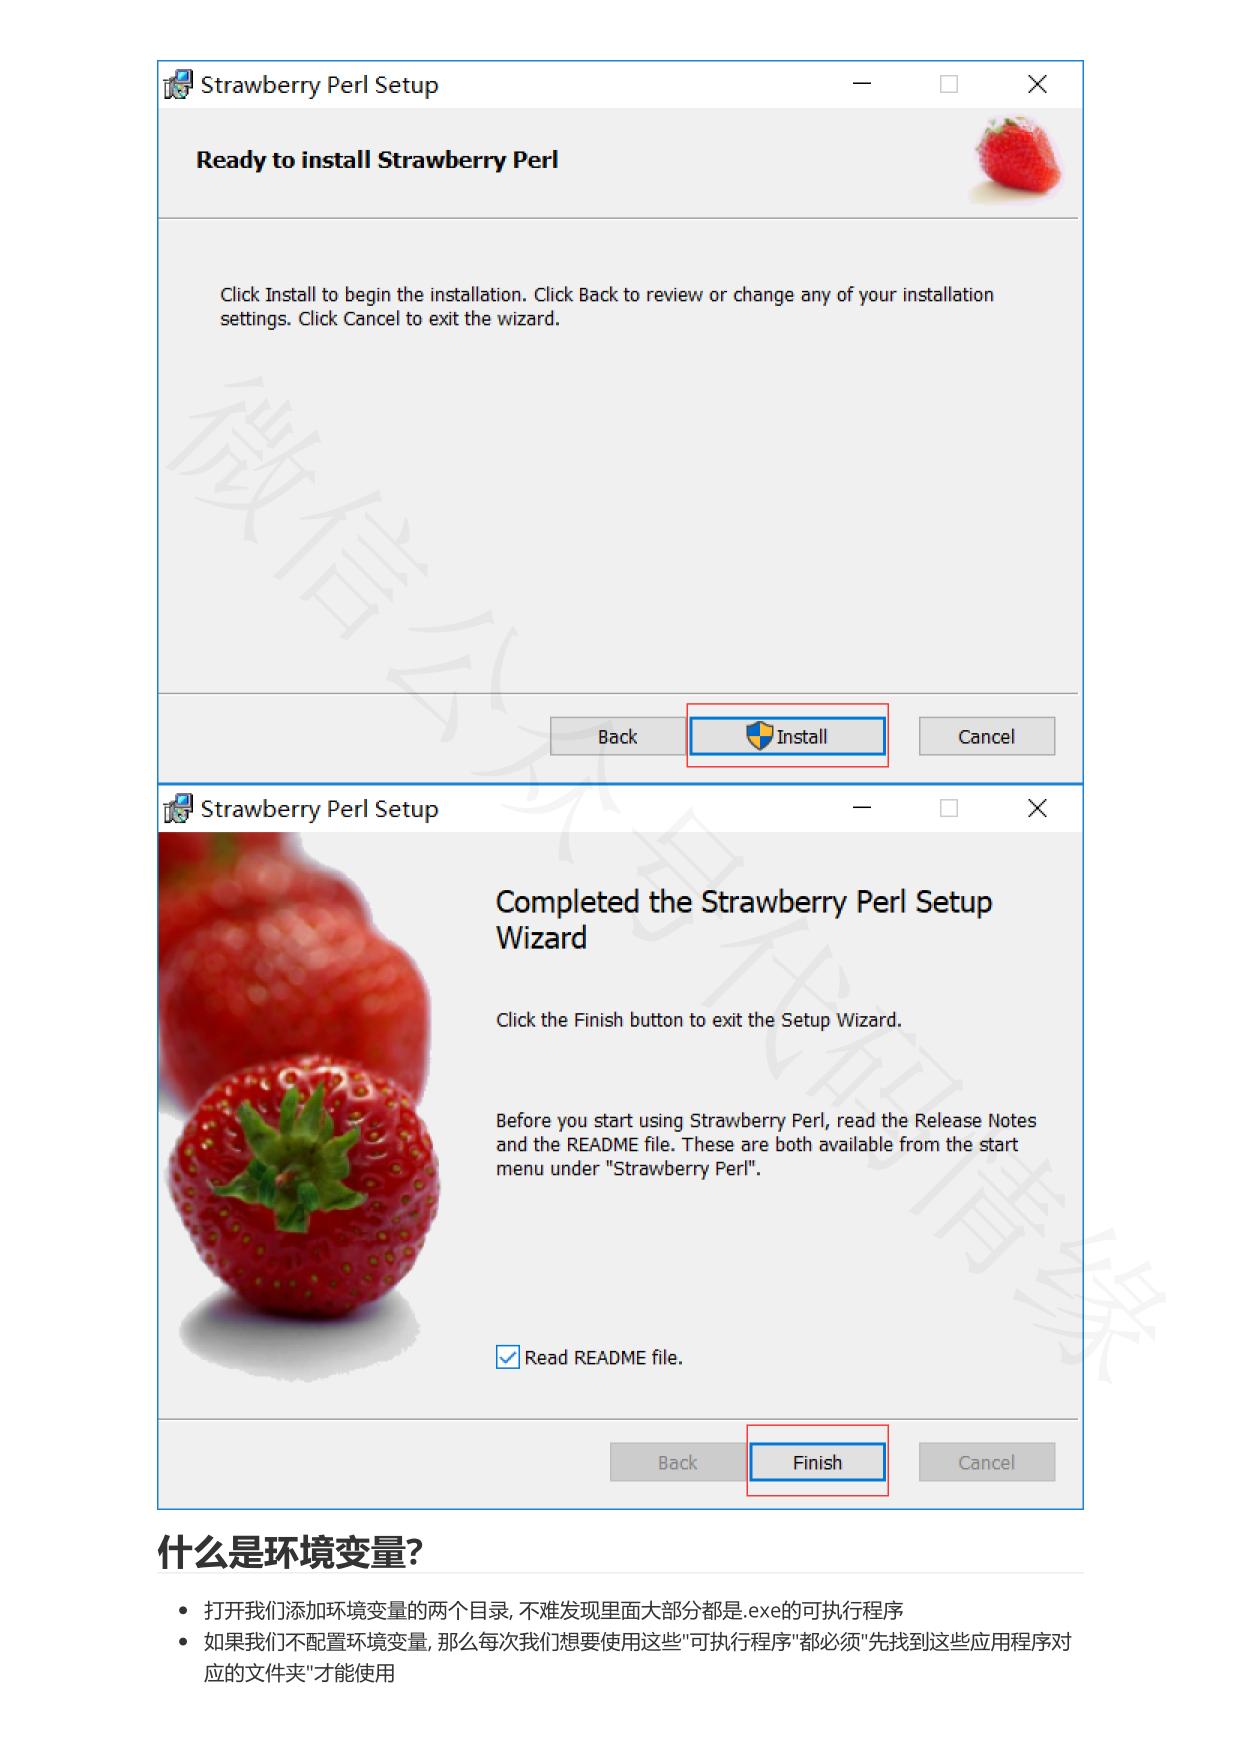 Strawberry Perl Setup
Ready to install Strawberry Perl
Click Install to begin the installation. Click Back to review or change any of your installation
settings. Click Cancel to exit the wizard.
Back
Install
Cancel
Strawberry Perl Setup
Completed the Strawberry Perl Setup
Wizard
Click the Finish button to exit the Setup Wizard.
Before you start using Strawberry Perl, read the Release Notes
and the README file. These are both available from the start
menu under "Strawberry Perl".
Read README file.
Back
Finish
Cancel
微信公众号代码情缘
什么是环境变量?
• 打开我们添加环境变量的两个目录, 不难发现里面大部分都是.exe的可执行程序
• 如果我们不配置环境变量, 那么每次我们想要使用这些"可执行程序"都必须"先找到这些应用程序对
应的文件夹"才能使用